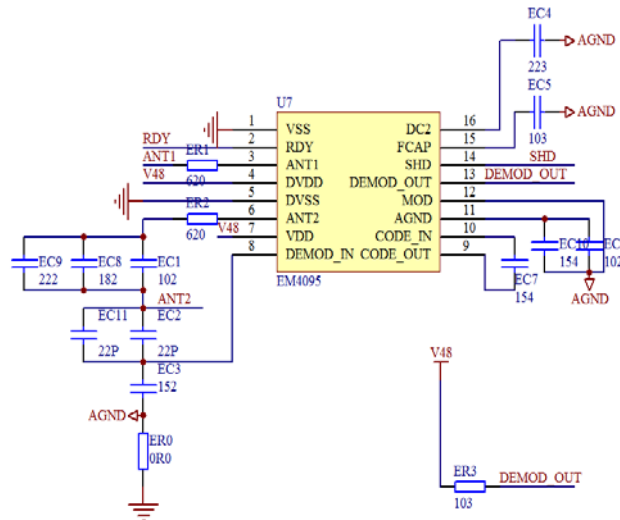 EC4
AGND
223
EC5
AGND
103
U7
1 VSS DC2 16
RDY 2 RDY FCAP 15
ANT1 ER1 620 3 ANT1 SHD 14 SHD
V48 4 DVDD DEMOD_OUT 13 DEMOD_OUT
5 DVSS MOD 12
ER2 620 6 ANT2 AGND 11
V48 7 VDD CODE_IN 10
8 DEMOD_IN CODE_OUT 9
EM4095
EC9 EC8 EC1
222 182 102
EC7
154
154
102
AGND
ANT2
EC11 EC2
22P 22P
EC3
152
AGND
ER0
0R0
V48
ER3 DEMOD_OUT
103